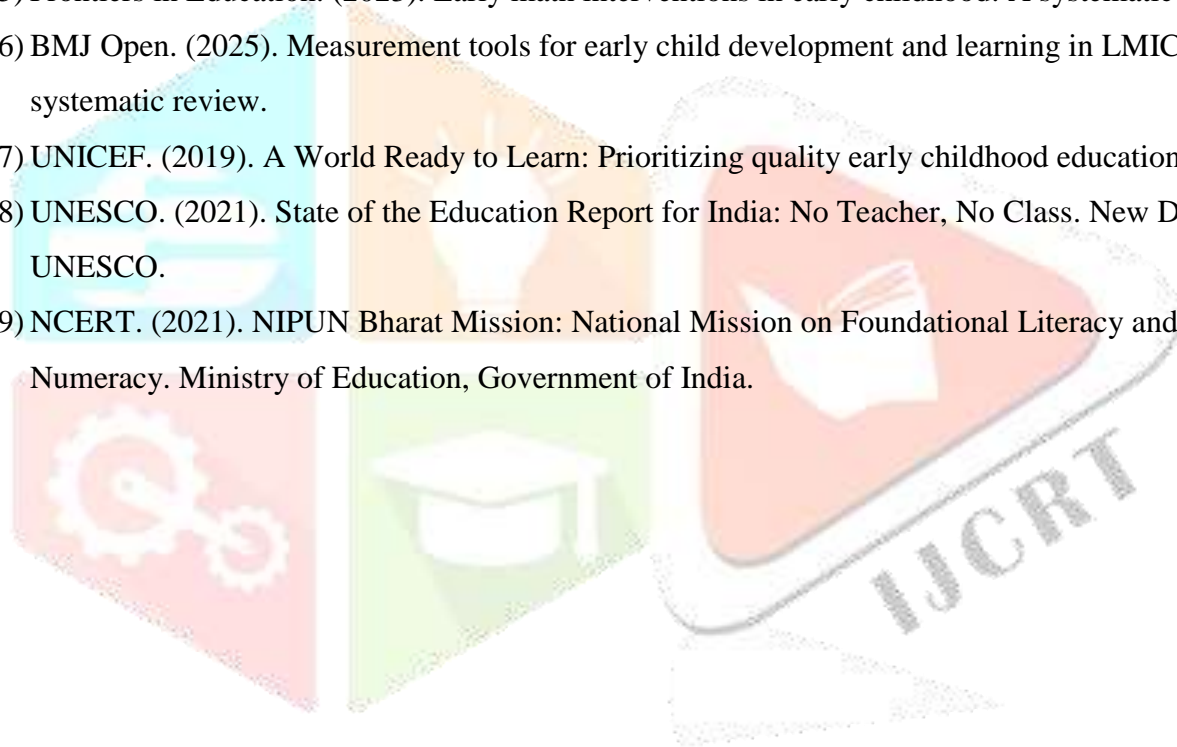 6) BMJ Open. (2025). Measurement tools for early child development and learning in LMIC
systematic review.
7) UNICEF. (2019). A World Ready to Learn: Prioritizing quality early childhood education
8) UNESCO. (2021). State of the Education Report for India: No Teacher, No Class. New D
UNESCO.
9) NCERT. (2021). NIPUN Bharat Mission: National Mission on Foundational Literacy and
Numeracy. Ministry of Education, Government of India.
IJCRT